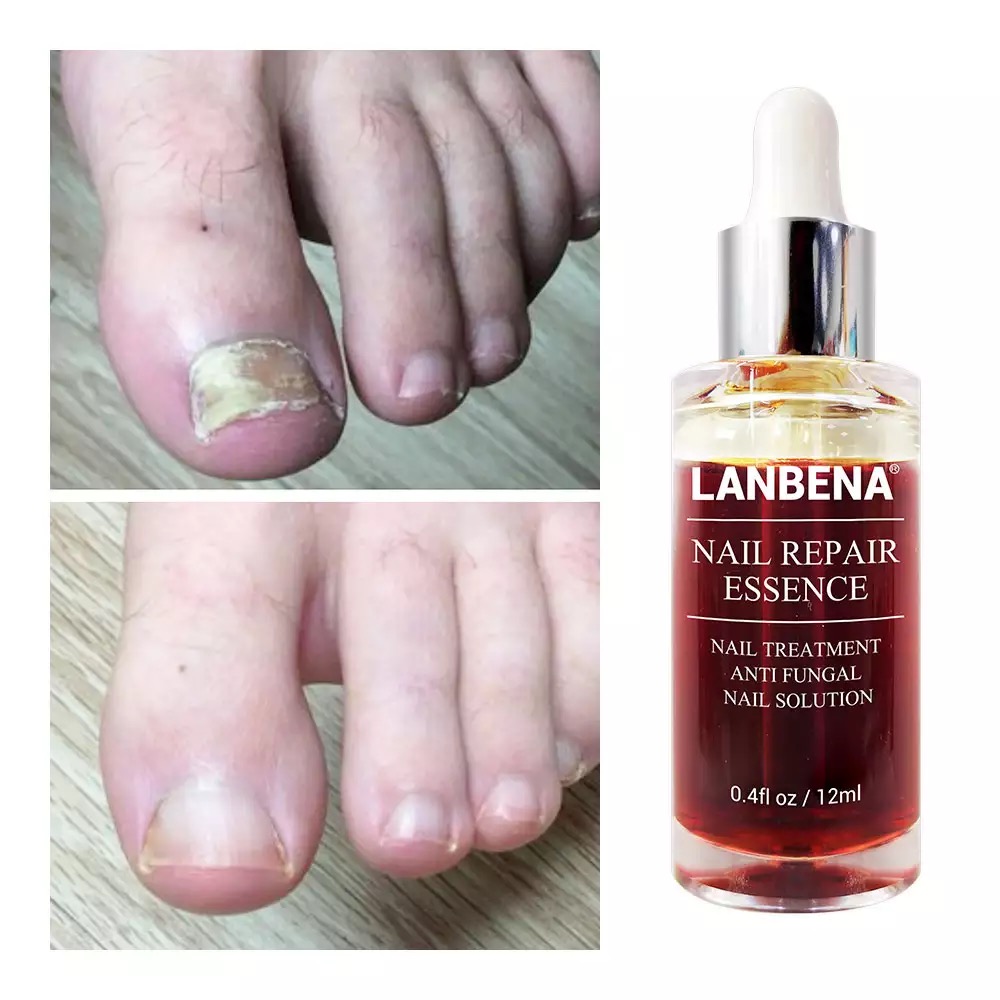 LANBENA®
NAIL REPAIR
ESSENCE
NAIL TREATMENT
ANTI FUNGAL
NAIL SOLUTION
0.4fl oz / 12ml